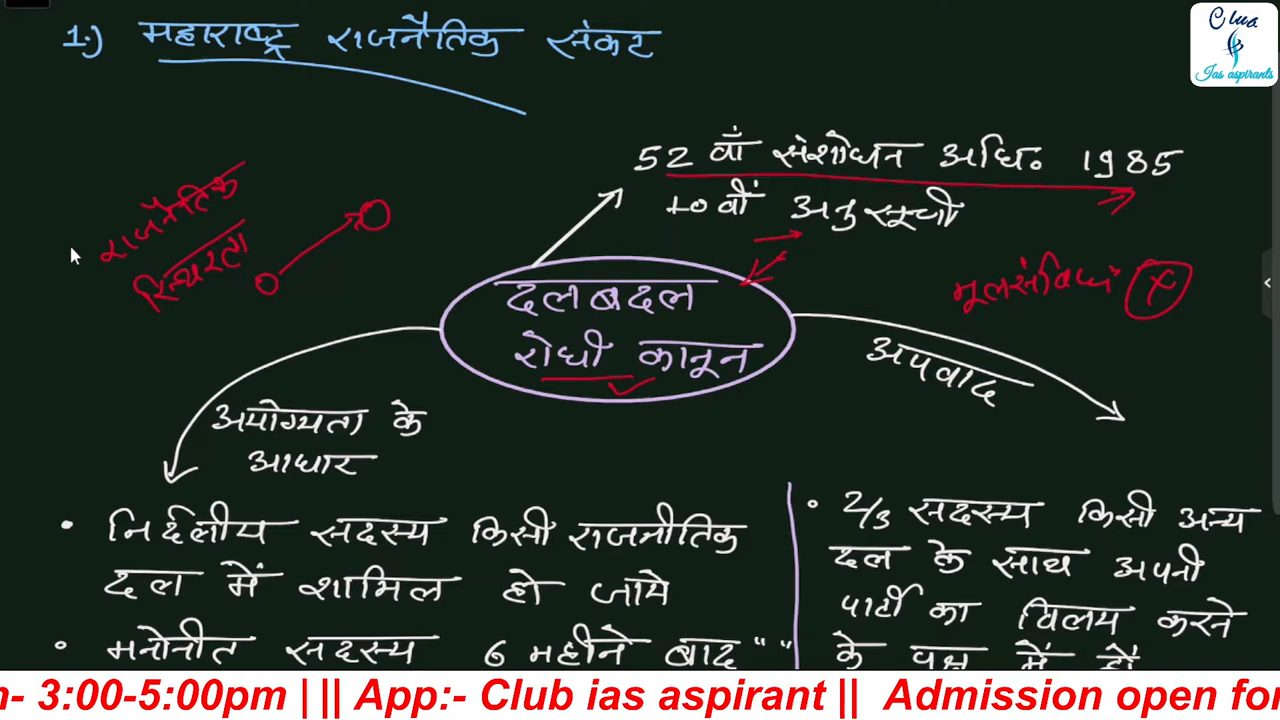 1.) महाराष्ट्र राजनैतिक संकट
Club
Ias aspirants
52 वाँ संशोधन अधि॰ 1985
10वीं अनुसूची
राजनैतिक
स्थिरता
दलबदल
रोधी कानून
मूलसंविधान
अपवाद
अयोग्यता के
आधार
• निर्दलीय सदस्य किसी राजनीतिक
दल में शामिल हो जाये
• मनोनीत सदस्य 6 महीने बाद " "
• 2/3 सदस्य किसी अन्य
दल के साथ अपनी
पार्टी का विलय करने
के पक्ष में हों
- 3:00-5:00pm | || App:- Club ias aspirant || Admission open for